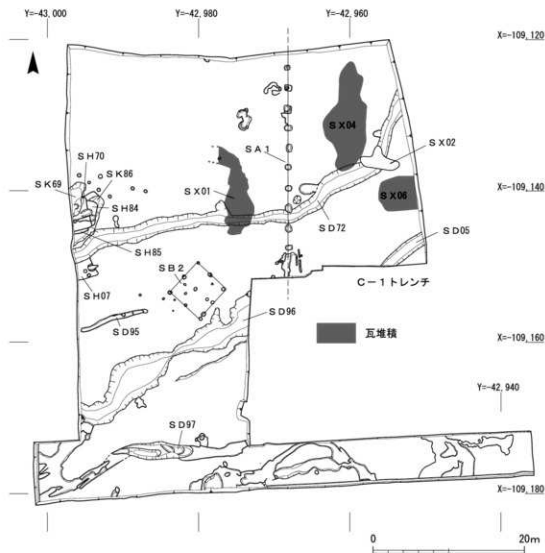 Y=-43,000
Y=-42,980
Y=-42,960
X=-109,120
SX04
SA1
SX02
SH70
SK86
SK69
SX01
SH84
X=-109,140
SX06
SD72
SH85
SD05
SB2
SH07
C-1トレンチ
SD96
SD95
瓦堆積
X=-109,160
Y=-42,940
SD97
X=-109,180
0
20m